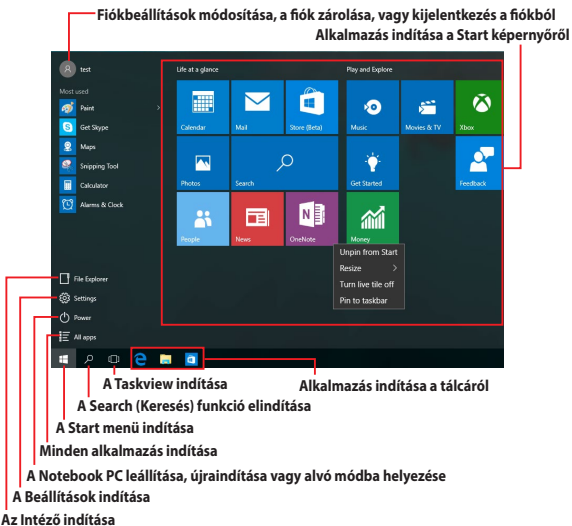 Fiókbeállítások módosítása, a fiók zárolása, vagy kijelentkezés a fiókból
Alkalmazás indítása a Start képernyőről
test
Life at a glance
Play and Explore
Most used
Paint
Get Skype
Maps
Snipping Tool
Calculator
Alarms & Clock
Calendar
Mail
Store (Beta)
Music
Movies & TV
Xbox
Photos
Search
Get Started
Feedback
People
News
OneNote
Money
Unpin from Start
Resize
Turn live tile off
Pin to taskbar
File Explorer
Settings
Power
All apps
A Taskview indítása
Alkalmazás indítása a tálcáról
A Search (Keresés) funkció elindítása
A Start menü indítása
Minden alkalmazás indítása
A Notebook PC leállítása, újraindítása vagy alvó módba helyezése
A Beállítások indítása
Az Intéző indítása